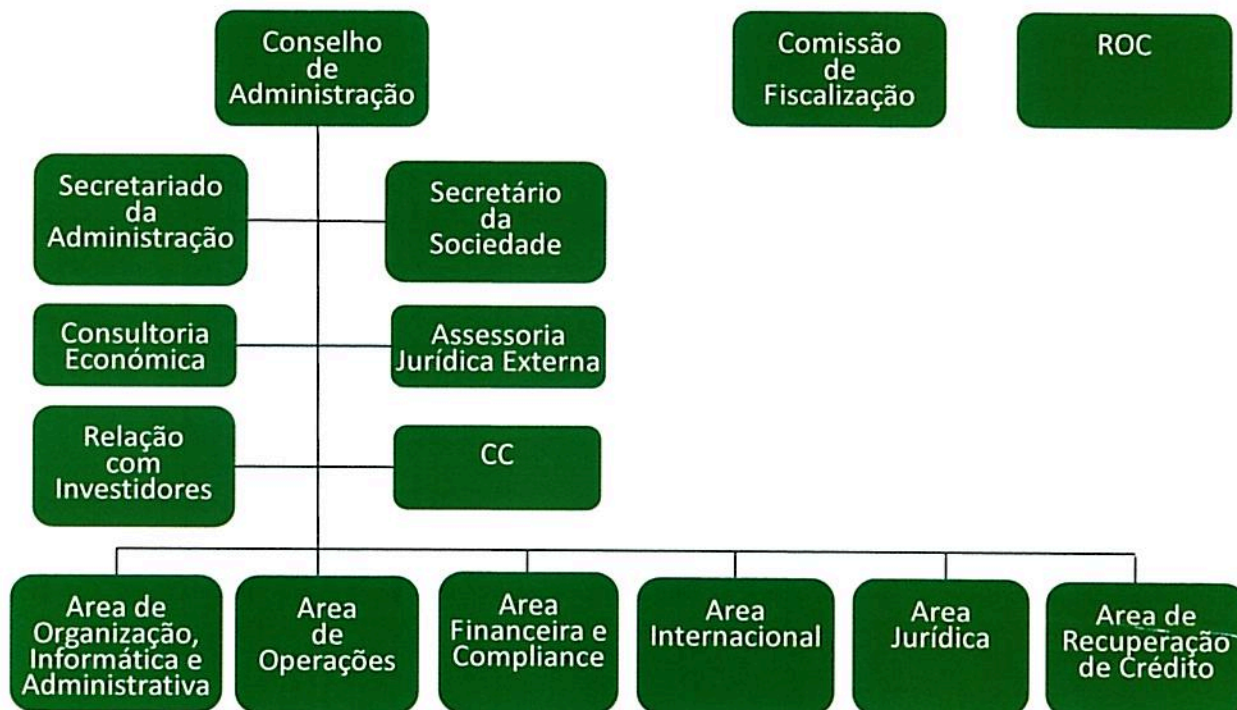 Conselho
de
Administração
Comissão
de
Fiscalização
ROC
Secretariado
da
Administração
Secretário
da
Sociedade
Consultoria
Económica
Assessoria
Jurídica Externa
Relação
com
Investidores
CC
Area de
Organização,
Informática e
Administrativa
Area
de
Operações
Area
Financeira e
Compliance
Area
Internacional
Area
Jurídica
Area de
Recuperação
de Crédito